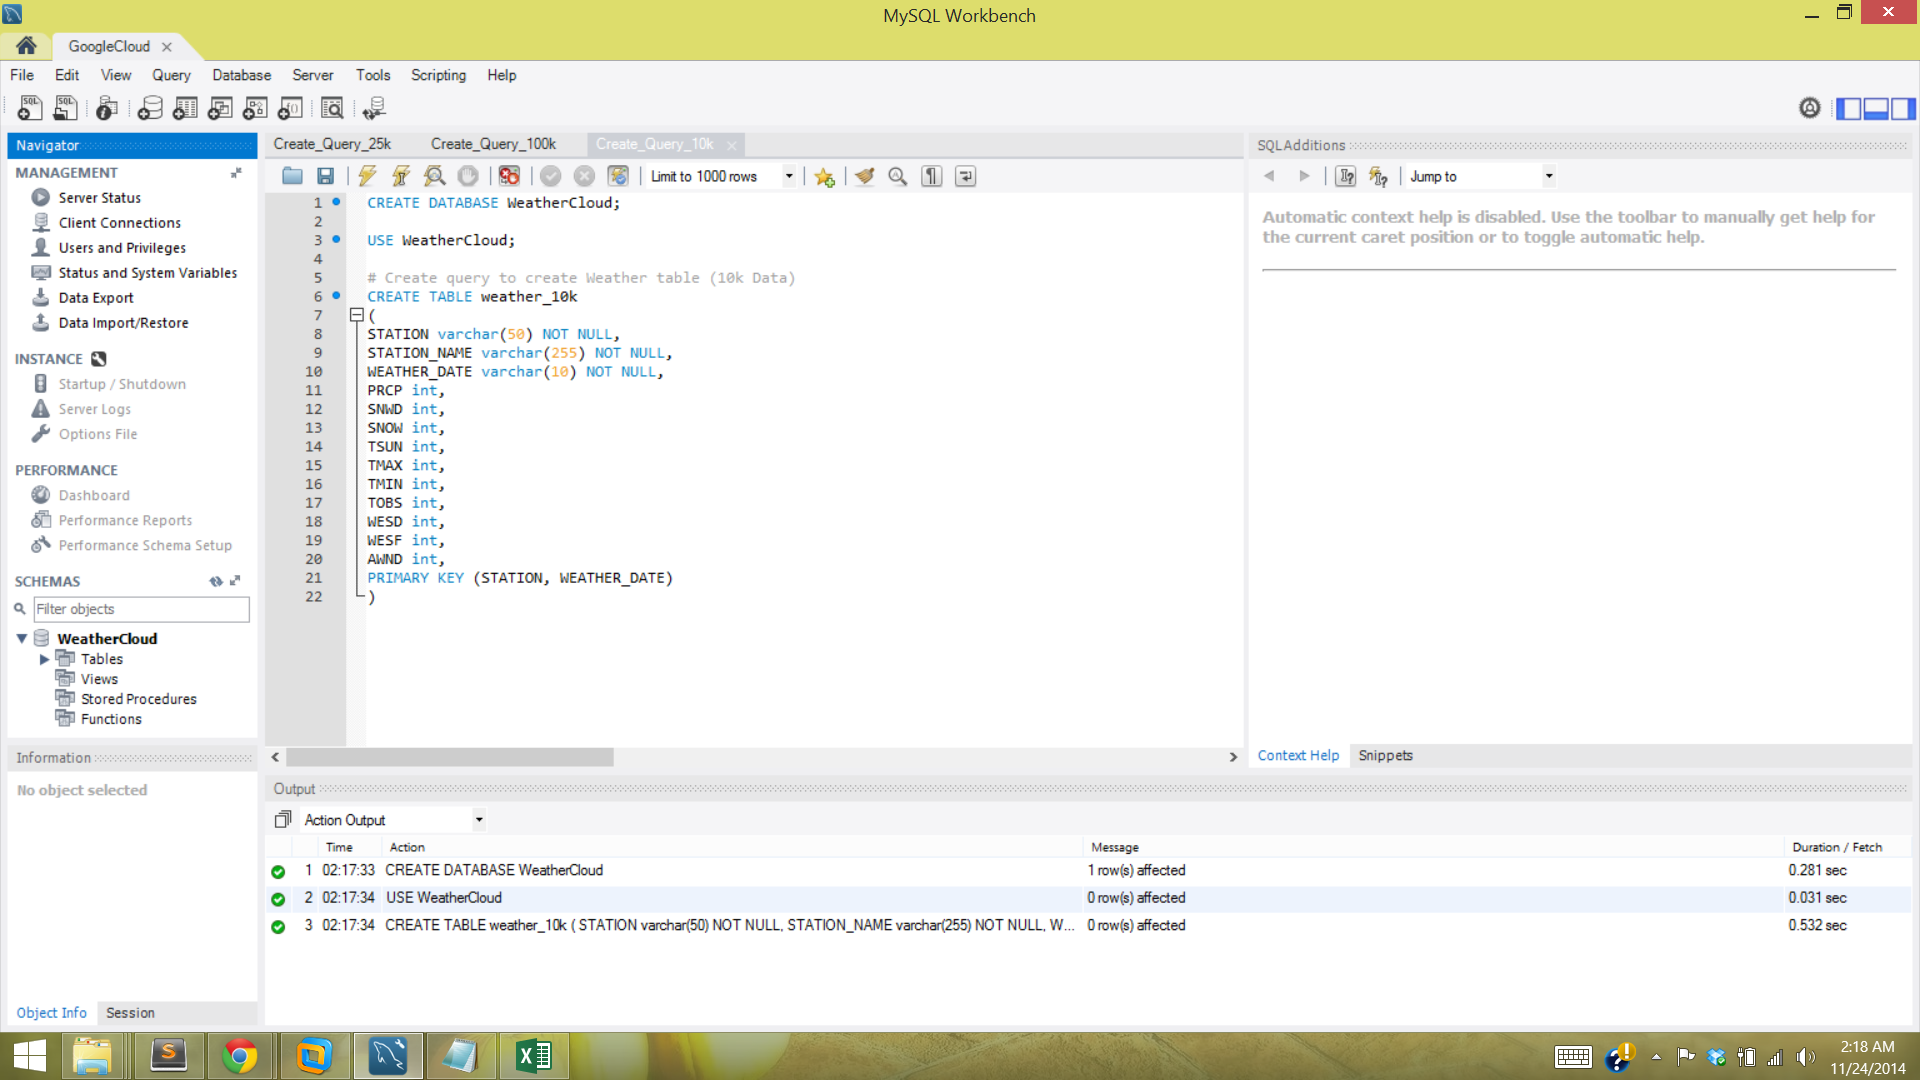 MySQL Workbench
GoogleCloud
File Edit View Query Database Server Tools Scripting Help
Navigator
MANAGEMENT
Server Status
Client Connections
Users and Privileges
Status and System Variables
Data Export
Data Import/Restore
INSTANCE
Startup / Shutdown
Server Logs
Options File
PERFORMANCE
Dashboard
Performance Reports
Performance Schema Setup
SCHEMAS
Filter objects
WeatherCloud
Tables
Views
Stored Procedures
Functions
Information
No object selected
Object Info Session
Create_Query_25k Create_Query_100k Create_Query_10k
Limit to 1000 rows
1 CREATE DATABASE WeatherCloud;
2
3 USE WeatherCloud;
4
5 # Create query to create Weather table (10k Data)
6 CREATE TABLE weather_10k
7 (
8 STATION varchar(50) NOT NULL,
9 STATION_NAME varchar(255) NOT NULL,
10 WEATHER_DATE varchar(10) NOT NULL,
11 PRCP int,
12 SNWD int,
13 SNOW int,
14 TSUN int,
15 TMAX int,
16 TMIN int,
17 TOBS int,
18 WESD int,
19 WESF int,
20 AWND int,
21 PRIMARY KEY (STATION, WEATHER_DATE)
22 )
SQLAdditions
Jump to
Automatic context help is disabled. Use the toolbar to manually get help for
the current caret position or to toggle automatic help.
Context Help Snippets
Output
Action Output
Time Action Message Duration / Fetch
1 02:17:33 CREATE DATABASE WeatherCloud 1 row(s) affected 0.281 sec
2 02:17:34 USE WeatherCloud 0 row(s) affected 0.031 sec
3 02:17:34 CREATE TABLE weather_10k ( STATION varchar(50) NOT NULL, STATION_NAME varchar(255) NOT NULL, W... 0 row(s) affected 0.532 sec
2:18 AM
11/24/2014